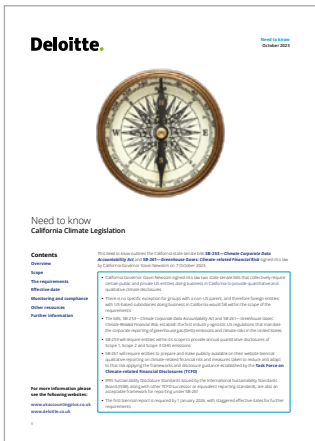 Deloitte.
Need to know
October 2023
Need to know
California Climate Legislation
Contents
Overview
Scope
The requirements
Effective date
Monitoring and compliance
Other resources
Further information
This Need to know outlines the California state senate bills SB-253—Climate Corporate Data
Accountability Act and SB-261—Greenhouse Gases: Climate-related Financial Risk signed into law
by California Governor Gavin Newsom on 7 October 2023.
• California Governor Gavin Newsom signed into law two state senate bills that collectively require
certain public and private US entities doing business in California to provide quantitative and
qualitative climate disclosures
• There is no specific exception for groups with a non-US parent, and therefore foreign entities
with US-based subsidiaries doing business in California would fall within the scope of the
requirements
• The bills, SB-253—Climate Corporate Data Accountability Act and SB-261—Greenhouse Gases:
Climate-Related Financial Risk, establish the first industry-agnostic US regulations that mandate
the corporate reporting of greenhouse gas (GHG) emissions and climate risks in the United States
• SB-253 will require entities within its scope to provide annual quantitative disclosures of
Scope 1, Scope 2 and Scope 3 GHG emissions
• SB-261 will require entities to prepare and make publicly available on their website biennial
qualitative reporting on climate-related financial risk and measures taken to reduce and adapt
to that risk applying the frameworks and disclosure guidance established by the Task Force on
Climate-related Financial Disclosures (TCFD)
• IFRS Sustainability Disclosure Standards issued by the International Sustainability Standards
Board (ISSB), along with other TCFD successor or equivalent reporting standards, are also an
acceptable framework for reporting under SB-261
• The first biennial report is required by 1 January 2026, with staggered effective dates for further
requirements
For more information please
see the following websites:
www.ukaccountingplus.co.uk
www.deloitte.co.uk